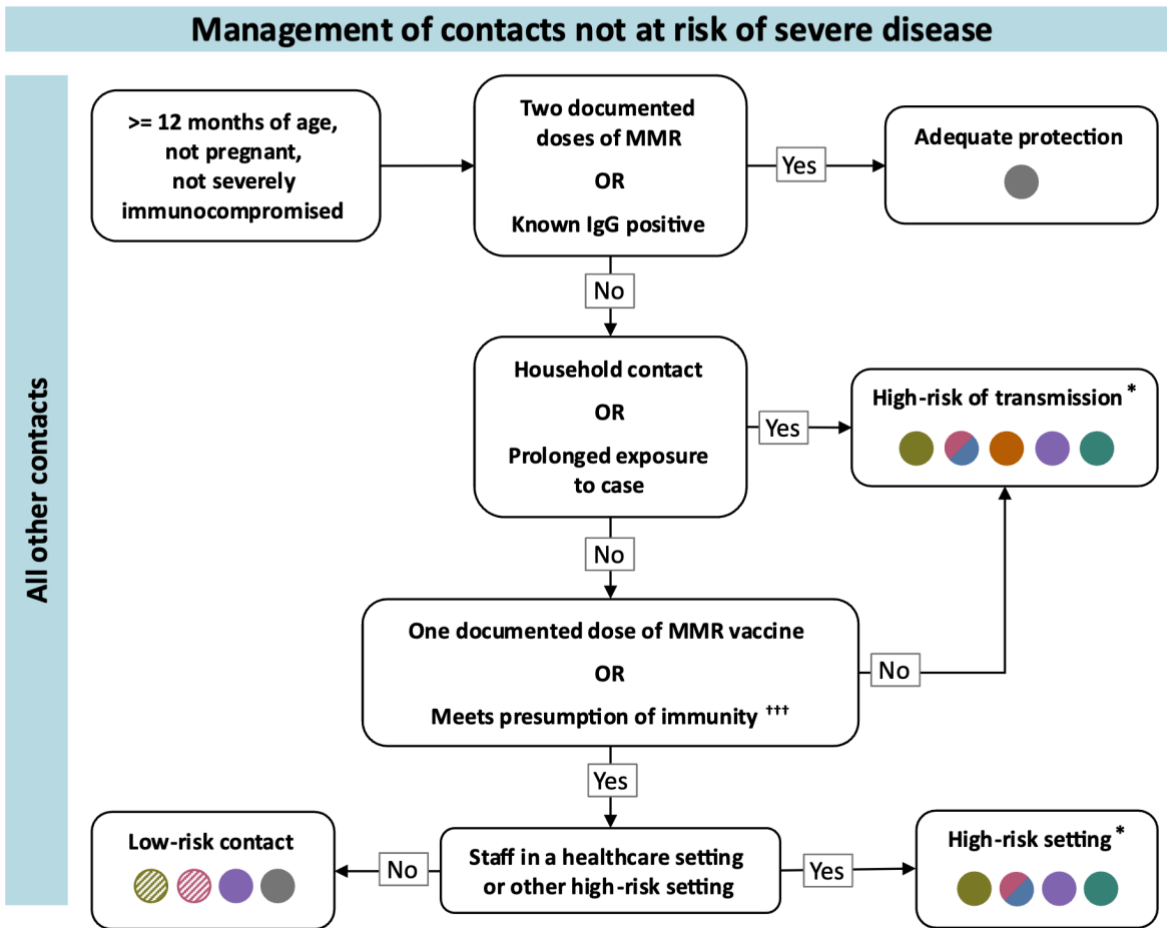 Management of contacts not at risk of severe disease
All other contacts
>= 12 months of age,
not pregnant,
not severely
immunocompromised
Two documented
doses of MMR
OR
Known IgG positive
Yes
Adequate protection
No
Household contact
OR
Prolonged exposure
to case
Yes
High-risk of transmission *
No
One documented dose of MMR vaccine
OR
Meets presumption of immunity †††
No
Yes
Low-risk contact
No
Staff in a healthcare setting
or other high-risk setting
Yes
High-risk setting *